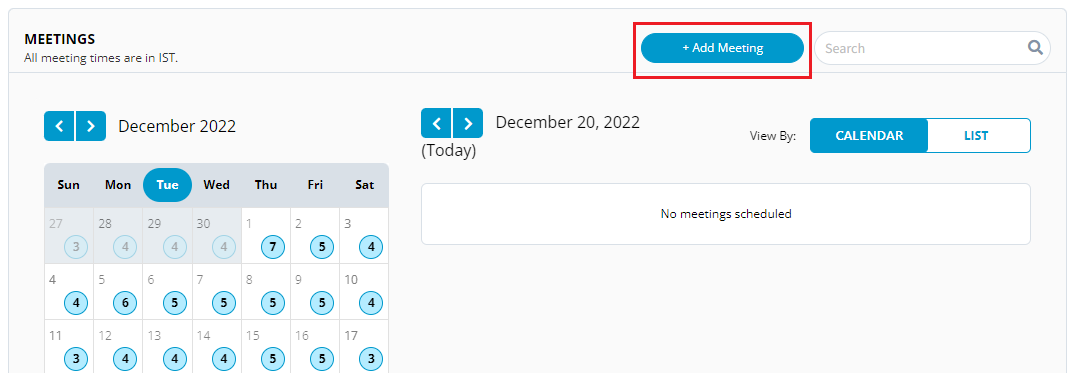 MEETINGS
All meeting times are in IST.
+ Add Meeting
Search
December 2022
December 20, 2022
(Today)
View By:
CALENDAR
LIST
Sun Mon Tue Wed Thu Fri Sat
27 28 29 30 1 2 3
3 4 4 4 7 5 4
4 5 6 7 8 9 10
4 6 5 5 5 5 4
11 12 13 14 15 16 17
3 4 4 4 5 5 3
No meetings scheduled